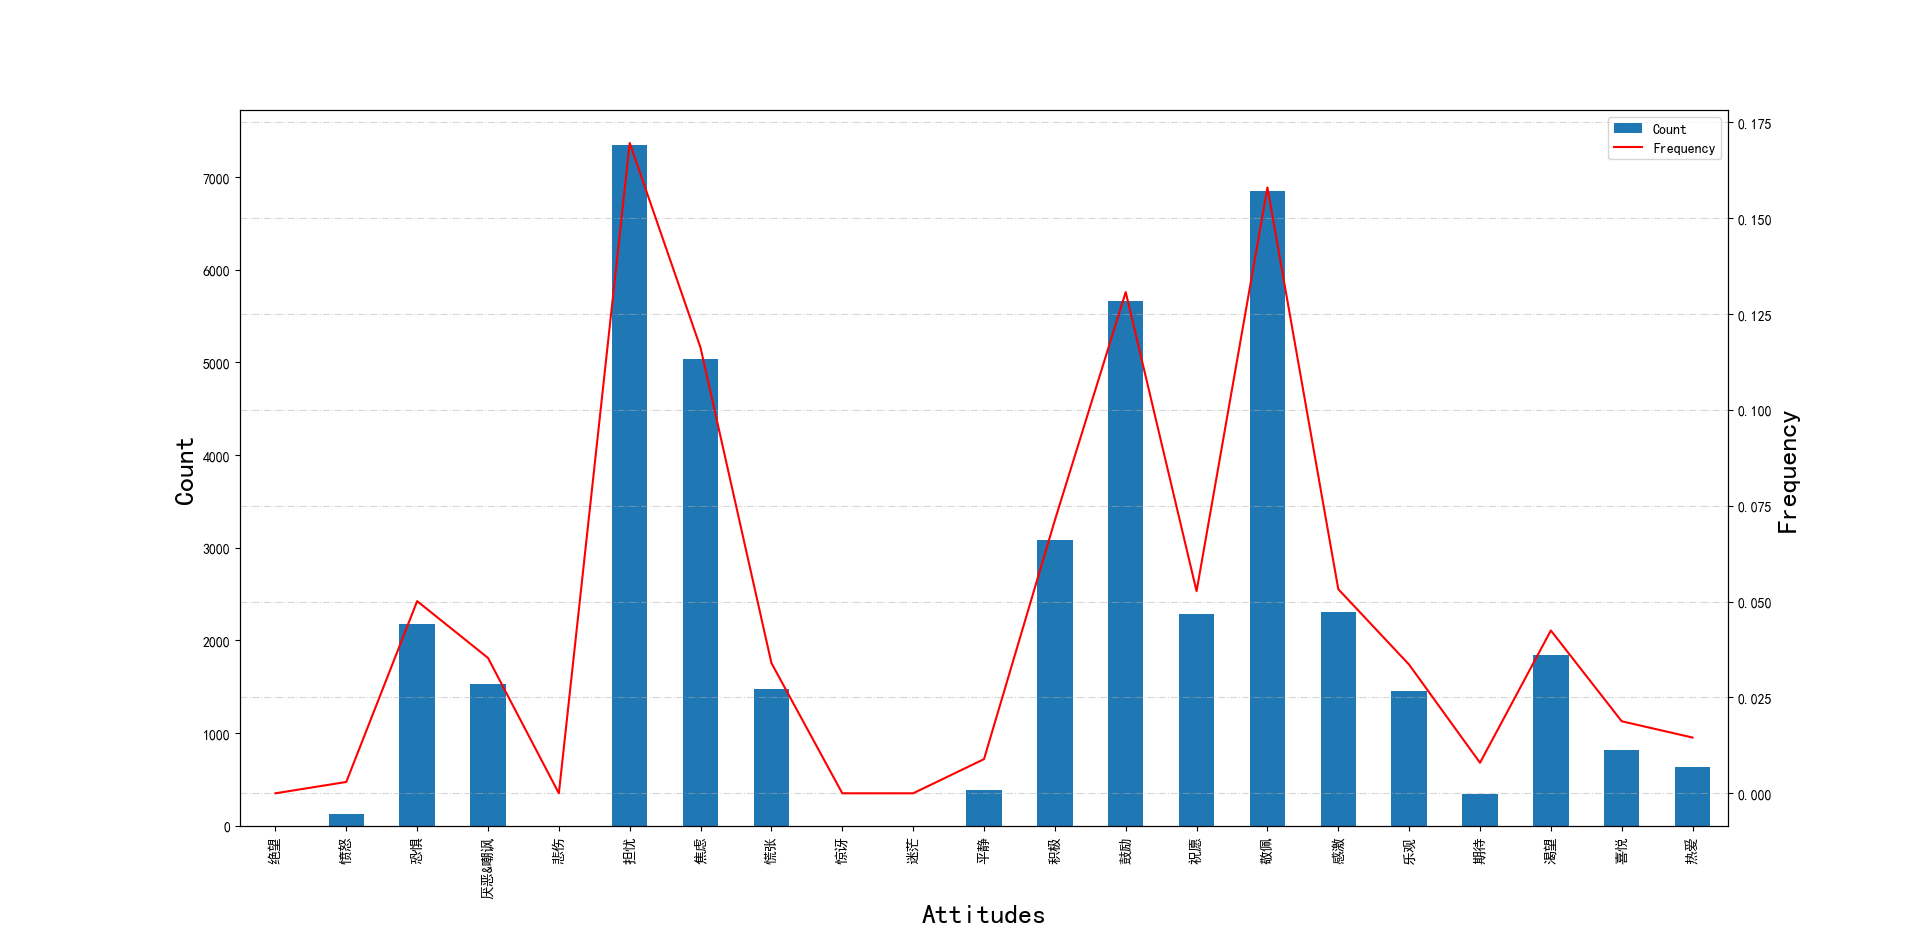 Count
Frequency
7000
6000
5000
4000
3000
2000
1000
0
Count
0.175
0.150
0.125
0.100
0.075
0.050
0.025
0.000
Frequency
绝望
愤怒
恐惧
厌恶&嘲讽
悲伤
担忧
焦虑
慌张
惊讶
迷茫
平静
积极
鼓励
祝愿
敬佩
感激
乐观
期待
渴望
喜悦
热爱
Attitudes